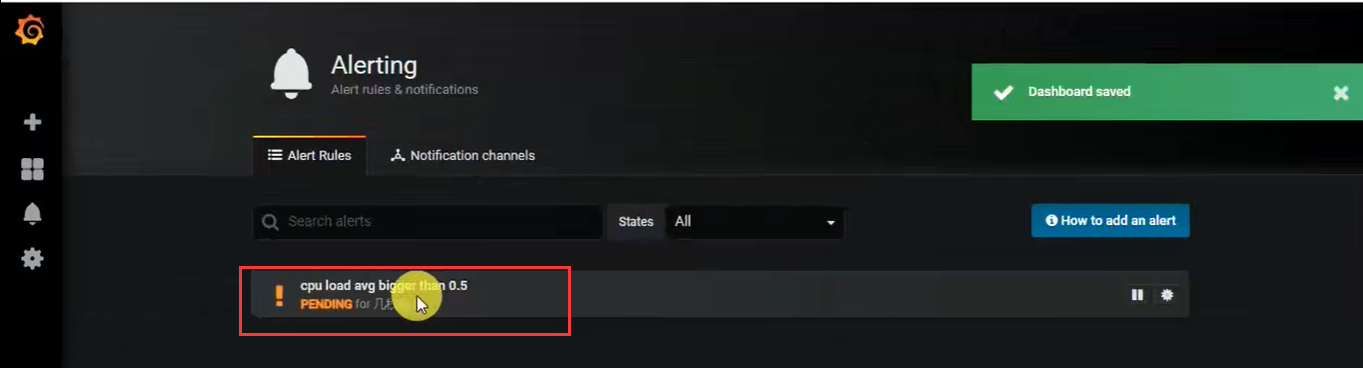 Alerting
Alert rules & notifications
Dashboard saved
Alert Rules
Notification channels
Search alerts
States
All
How to add an alert
cpu load avg bigger than 0.5
PENDING for 几秒